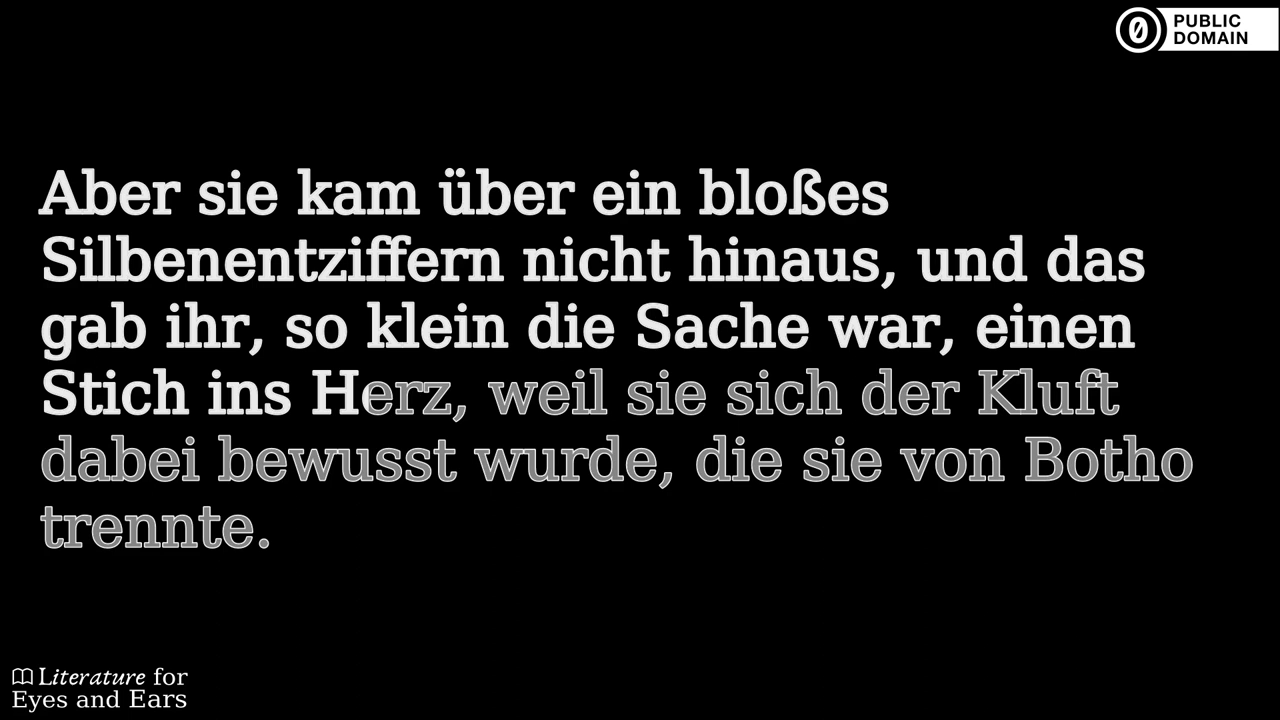 PUBLIC
DOMAIN
Aber sie kam über ein bloßes
Silbenentziffern nicht hinaus, und das
gab ihr, so klein die Sache war, einen
Stich ins Herz, weil sie sich der Kluft
dabei bewusst wurde, die sie von Botho
trennte.
Literature for
Eyes and Ears